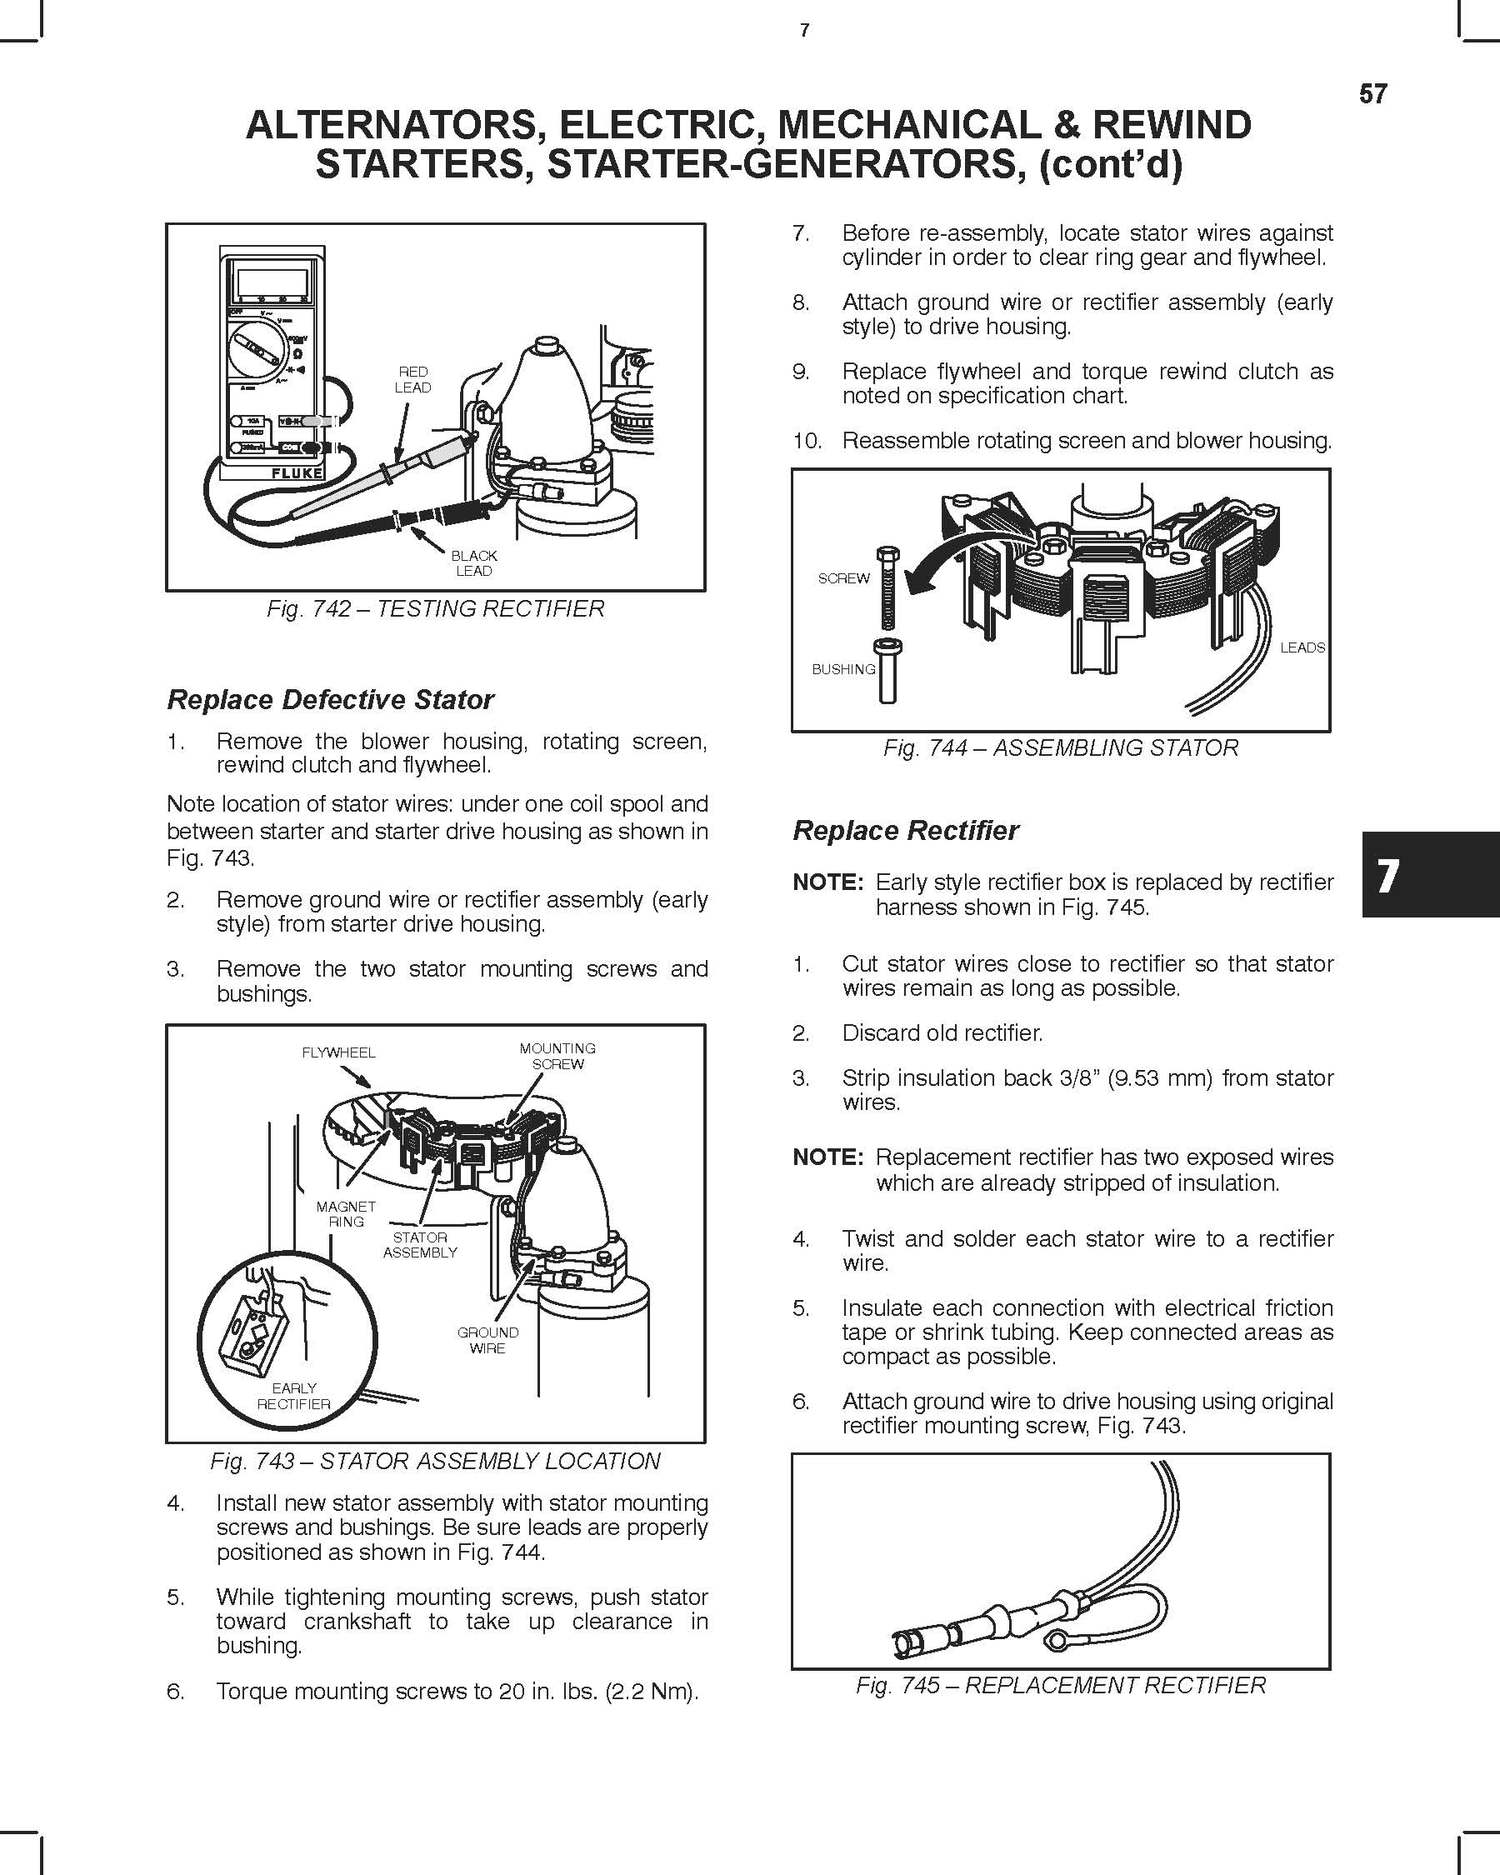 7
57
ALTERNATORS, ELECTRIC, MECHANICAL & REWIND
STARTERS, STARTER-GENERATORS, (cont’d)
OFF
10A
FUSED
COM
FLUKE
RED
LEAD
BLACK
LEAD
Fig. 742 – TESTING RECTIFIER
Replace Defective Stator
1. Remove the blower housing, rotating screen,
rewind clutch and flywheel.
Note location of stator wires: under one coil spool and
between starter and starter drive housing as shown in
Fig. 743.
2. Remove ground wire or rectifier assembly (early
style) from starter drive housing.
3. Remove the two stator mounting screws and
bushings.
FLYWHEEL
MOUNTING
SCREW
MAGNET
RING
STATOR
ASSEMBLY
GROUND
WIRE
EARLY
RECTIFIER
Fig. 743 – STATOR ASSEMBLY LOCATION
4. Install new stator assembly with stator mounting
screws and bushings. Be sure leads are properly
positioned as shown in Fig. 744.
5. While tightening mounting screws, push stator
toward crankshaft to take up clearance in
bushing.
6. Torque mounting screws to 20 in. lbs. (2.2 Nm).
7. Before re-assembly, locate stator wires against
cylinder in order to clear ring gear and flywheel.
8. Attach ground wire or rectifier assembly (early
style) to drive housing.
9. Replace flywheel and torque rewind clutch as
noted on specification chart.
10. Reassemble rotating screen and blower housing.
SCREW
BUSHING
LEADS
Fig. 744 – ASSEMBLING STATOR
Replace Rectifier
NOTE: Early style rectifier box is replaced by rectifier
harness shown in Fig. 745.
1. Cut stator wires close to rectifier so that stator
wires remain as long as possible.
2. Discard old rectifier.
3. Strip insulation back 3/8” (9.53 mm) from stator
wires.
NOTE: Replacement rectifier has two exposed wires
which are already stripped of insulation.
4. Twist and solder each stator wire to a rectifier
wire.
5. Insulate each connection with electrical friction
tape or shrink tubing. Keep connected areas as
compact as possible.
6. Attach ground wire to drive housing using original
rectifier mounting screw, Fig. 743.
Fig. 745 – REPLACEMENT RECTIFIER
7